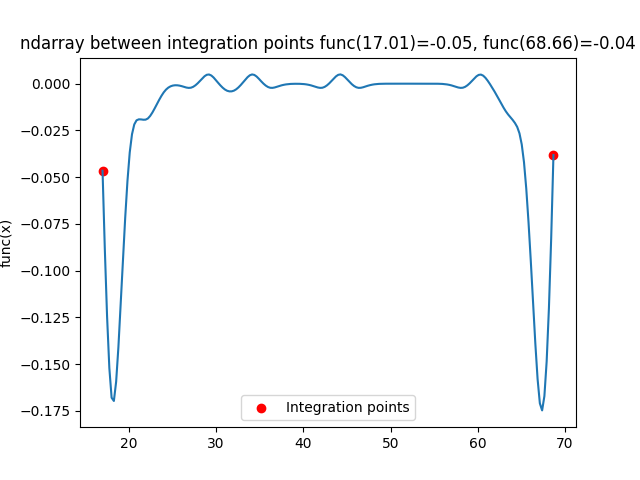 ndarray between integration points func(17.01)=-0.05, func(68.66)=-0.04
func(x)
0.000
−0.025
−0.050
−0.075
−0.100
−0.125
−0.150
−0.175
Integration points
20 30 40 50 60 70